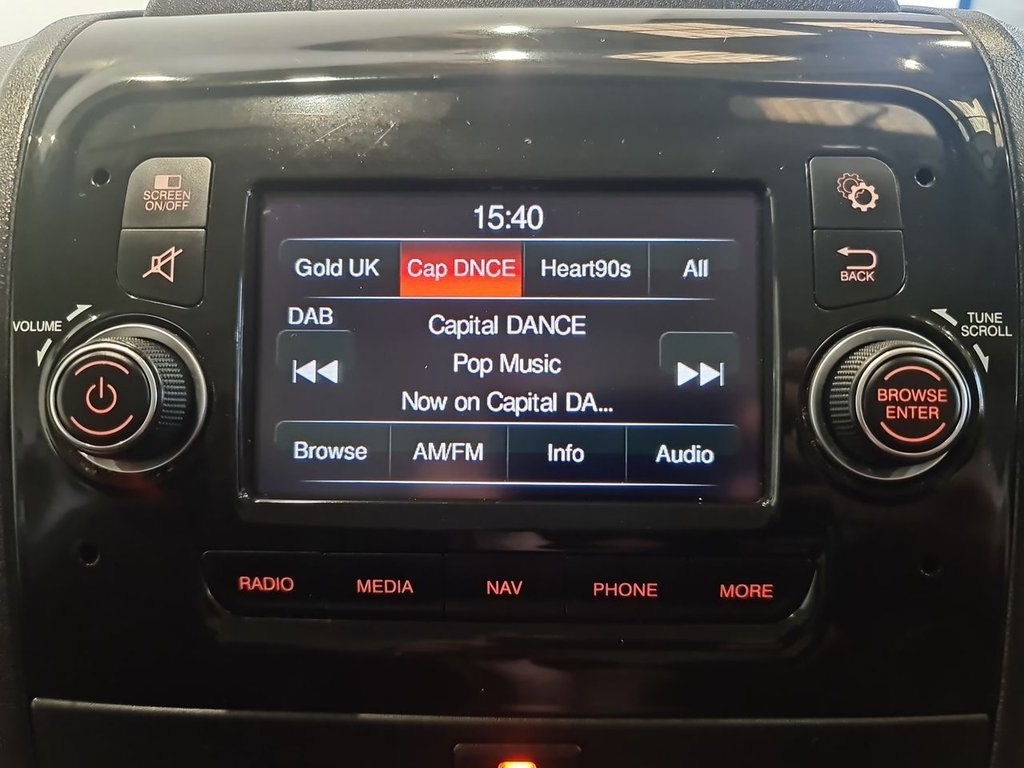 SCREEN
ON/OFF
15:40
Gold UK Cap DNCE Heart90s All
BACK
VOLUME
TUNE
SCROLL
DAB
Capital DANCE
Pop Music
Now on Capital DA...
BROWSE
ENTER
Browse AM/FM Info Audio
RADIO MEDIA NAV PHONE MORE